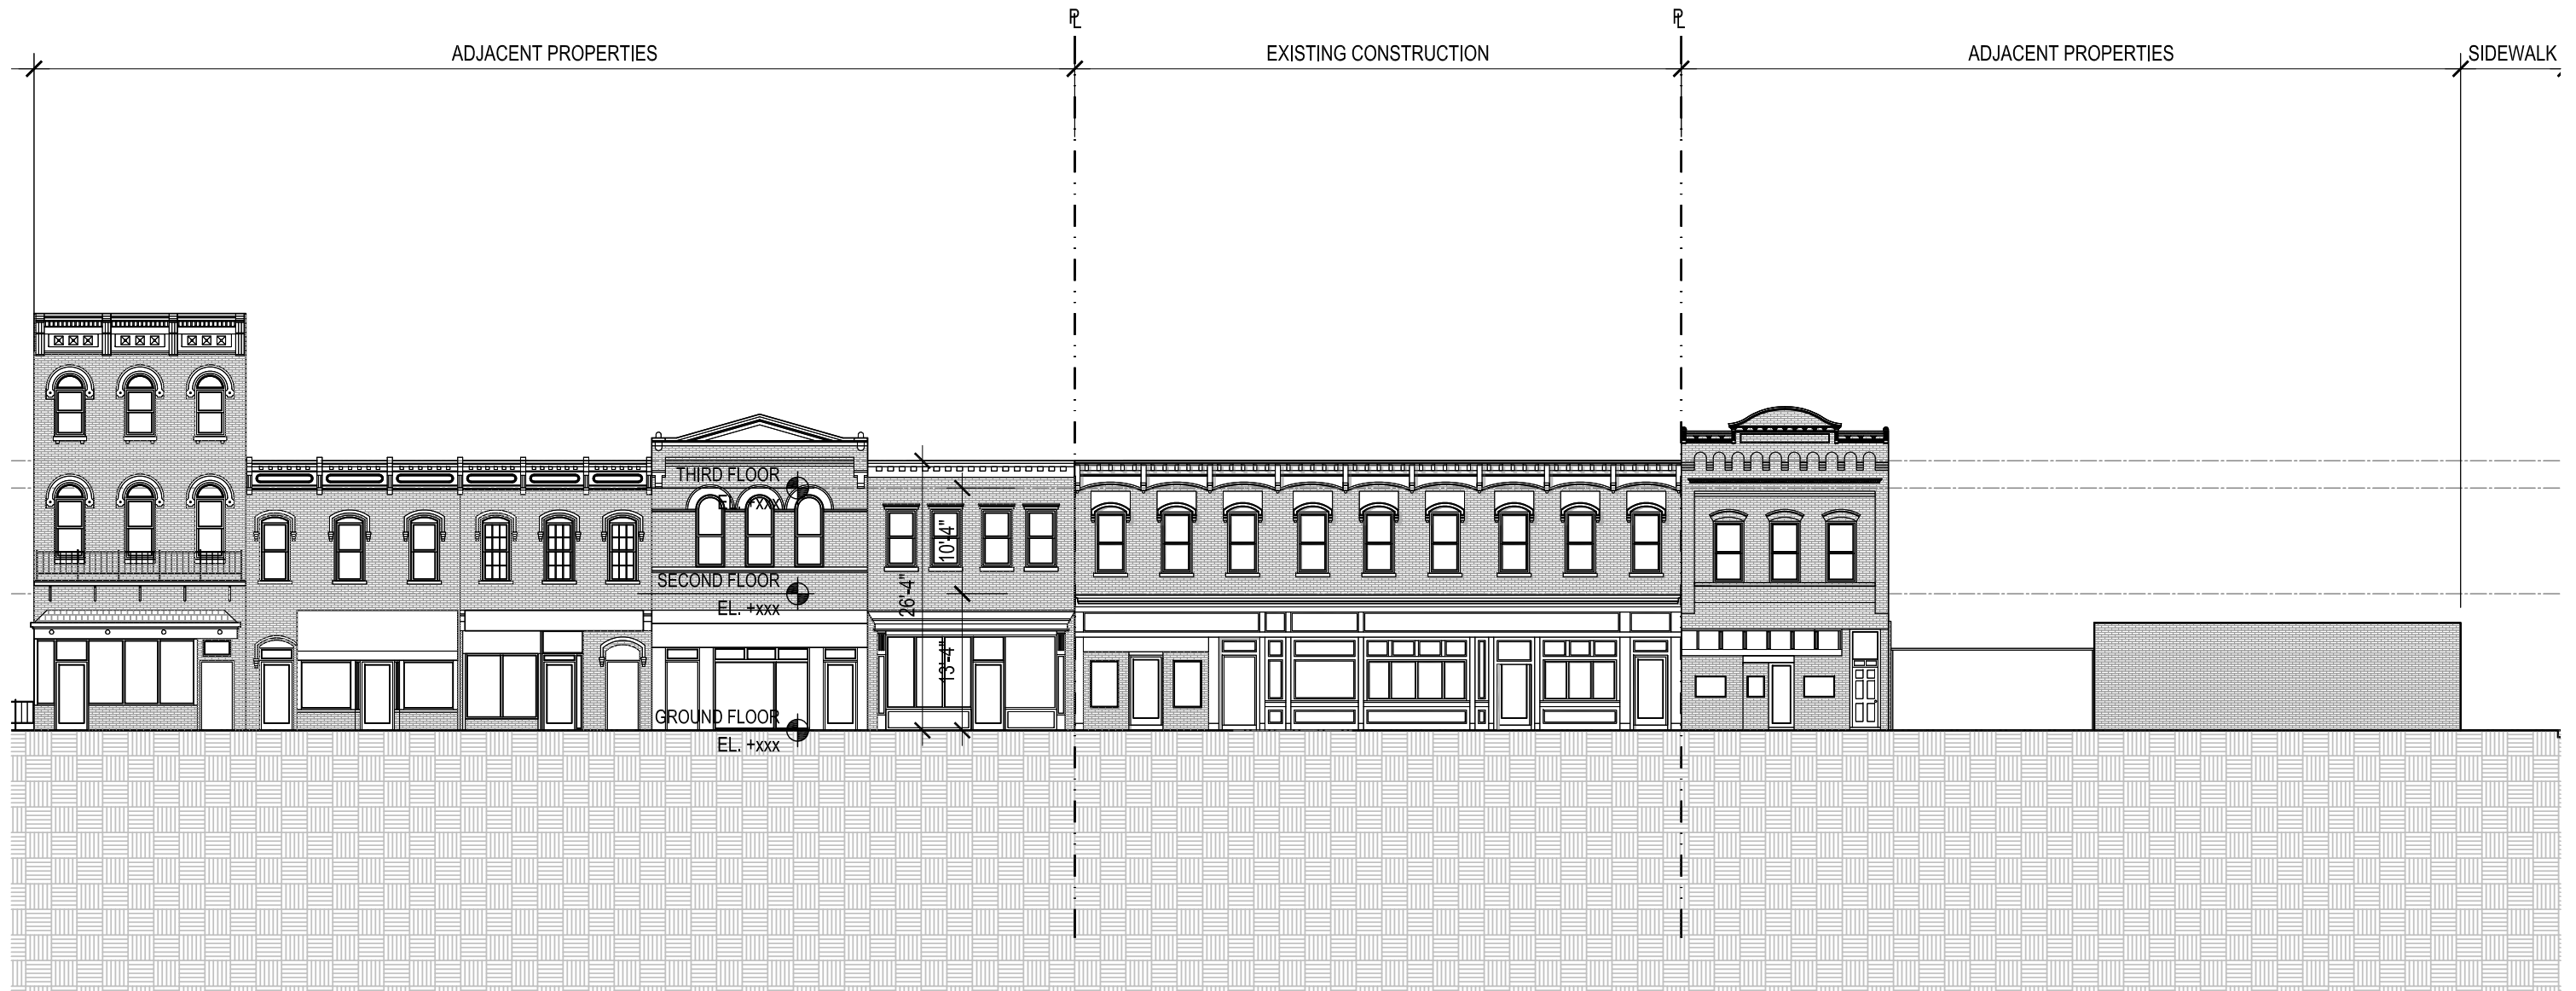 PL
PL
ADJACENT PROPERTIES
EXISTING CONSTRUCTION
ADJACENT PROPERTIES
SIDEWALK
THIRD FLOOR
EL. +xxx
10'-4"
SECOND FLOOR
EL. +xxx
26'-4"
13'-4"
GROUND FLOOR
EL. +xxx